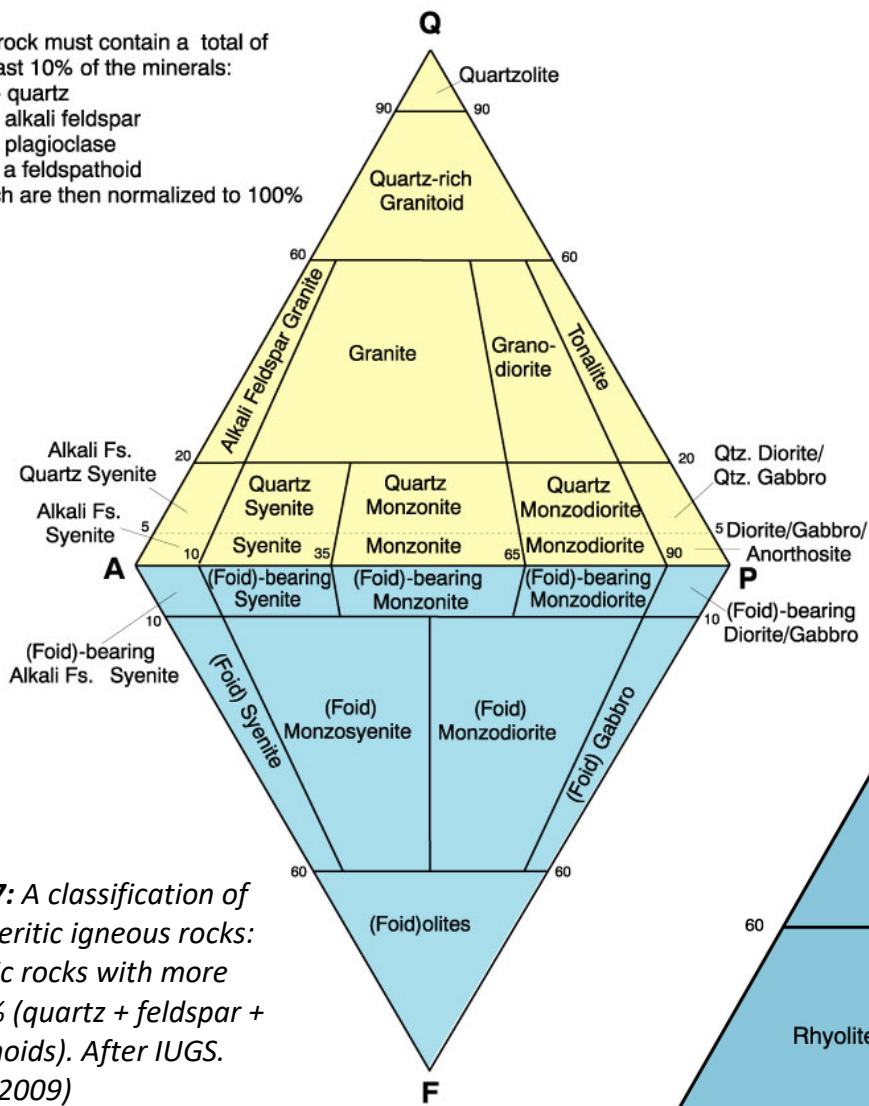 Q
rock must contain a total of
ast 10% of the minerals:
quartz
alkali feldspar
plagioclase
a feldspathoid
ch are then normalized to 100%
Quartzolite
90
90
Quartz-rich
Granitoid
60
60
Alkali Feldspar Granite
Granite
Grano-
diorite
Tonalite
20
20
Alkali Fs.
Quartz Syenite
Quartz
Syenite
Quartz
Monzonite
Quartz
Monzodiorite
Qtz. Diorite/
Qtz. Gabbro
Alkali Fs.
Syenite
5
5
10
Syenite
35
Monzonite
65
Monzodiorite
90
Diorite/Gabbro/
Anorthosite
A
P
(Foid)-bearing
Syenite
(Foid)-bearing
Monzonite
(Foid)-bearing
Monzodiorite
10
10
(Foid)-bearing
Alkali Fs. Syenite
(Foid)-bearing
Diorite/Gabbro
(Foid) Syenite
(Foid)
Monzosyenite
(Foid)
Monzodiorite
(Foid) Gabbro
60
60
(Foid)olites
F
7: A classification of
eritic igneous rocks:
ic rocks with more
% (quartz + feldspar +
hoids). After IUGS.
2009)
60
Rhyolite